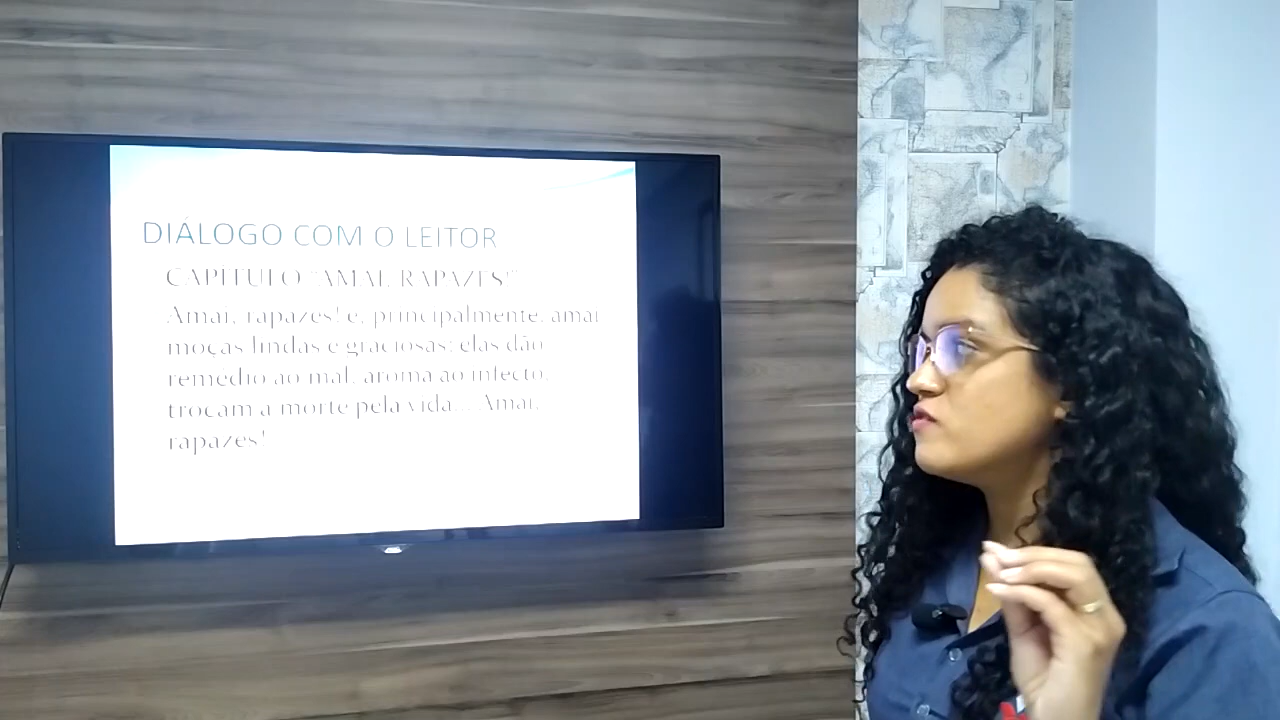 DIÁLOGO COM O LEITOR
CAPÍTULO “AMAI, RAPAZES!”
Amai, rapazes! e, principalmente, amai
moças lindas e graciosas; elas dão
remédio ao mal, aroma ao infecto,
trocam a morte pela vida... Amai,
rapazes!